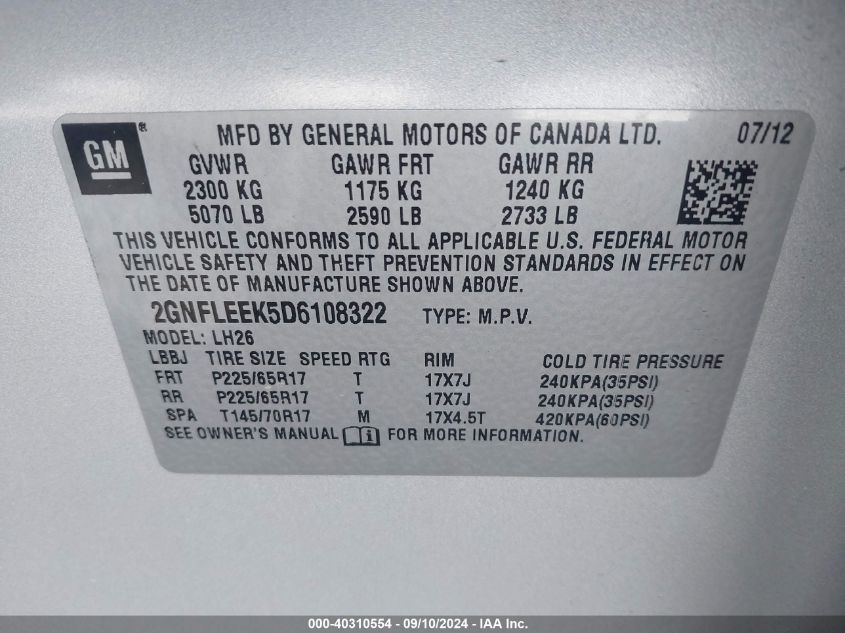 GM® MFD BY GENERAL MOTORS OF CANADA LTD. 07/12
GVWR GAWR FRT GAWR RR
2300 KG 1175 KG 1240 KG
5070 LB 2590 LB 2733 LB
THIS VEHICLE CONFORMS TO ALL APPLICABLE U.S. FEDERAL MOTOR
VEHICLE SAFETY AND THEFT PREVENTION STANDARDS IN EFFECT ON
THE DATE OF MANUFACTURE SHOWN ABOVE.
2GNFLEEK5D6108322 TYPE: M.P.V.
MODEL: LH26
LBBJ TIRE SIZE SPEED RTG RIM COLD TIRE PRESSURE
FRT P225/65R17 T 17X7J 240KPA(35PSI)
RR P225/65R17 T 17X7J 240KPA(35PSI)
SPA T145/70R17 M 17X4.5T 420KPA(60PSI)
SEE OWNER'S MANUAL FOR MORE INFORMATION.
000-40310554 - 09/10/2024 - IAA Inc.